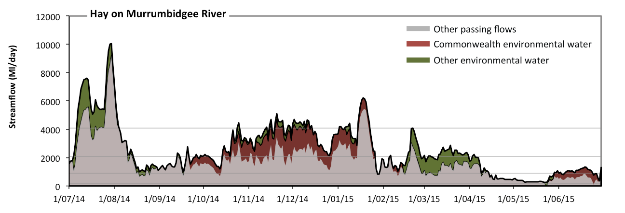 Hay on Murrumbidgee River
Streamflow (Ml/day)
12000
10000
8000
6000
4000
2000
0
Other passing flows
Commonwealth environmental water
Other environmental water
1/07/14 1/08/14 1/09/14 1/10/14 1/11/14 1/12/14 1/01/15 1/02/15 1/03/15 1/04/15 1/05/15 1/06/15